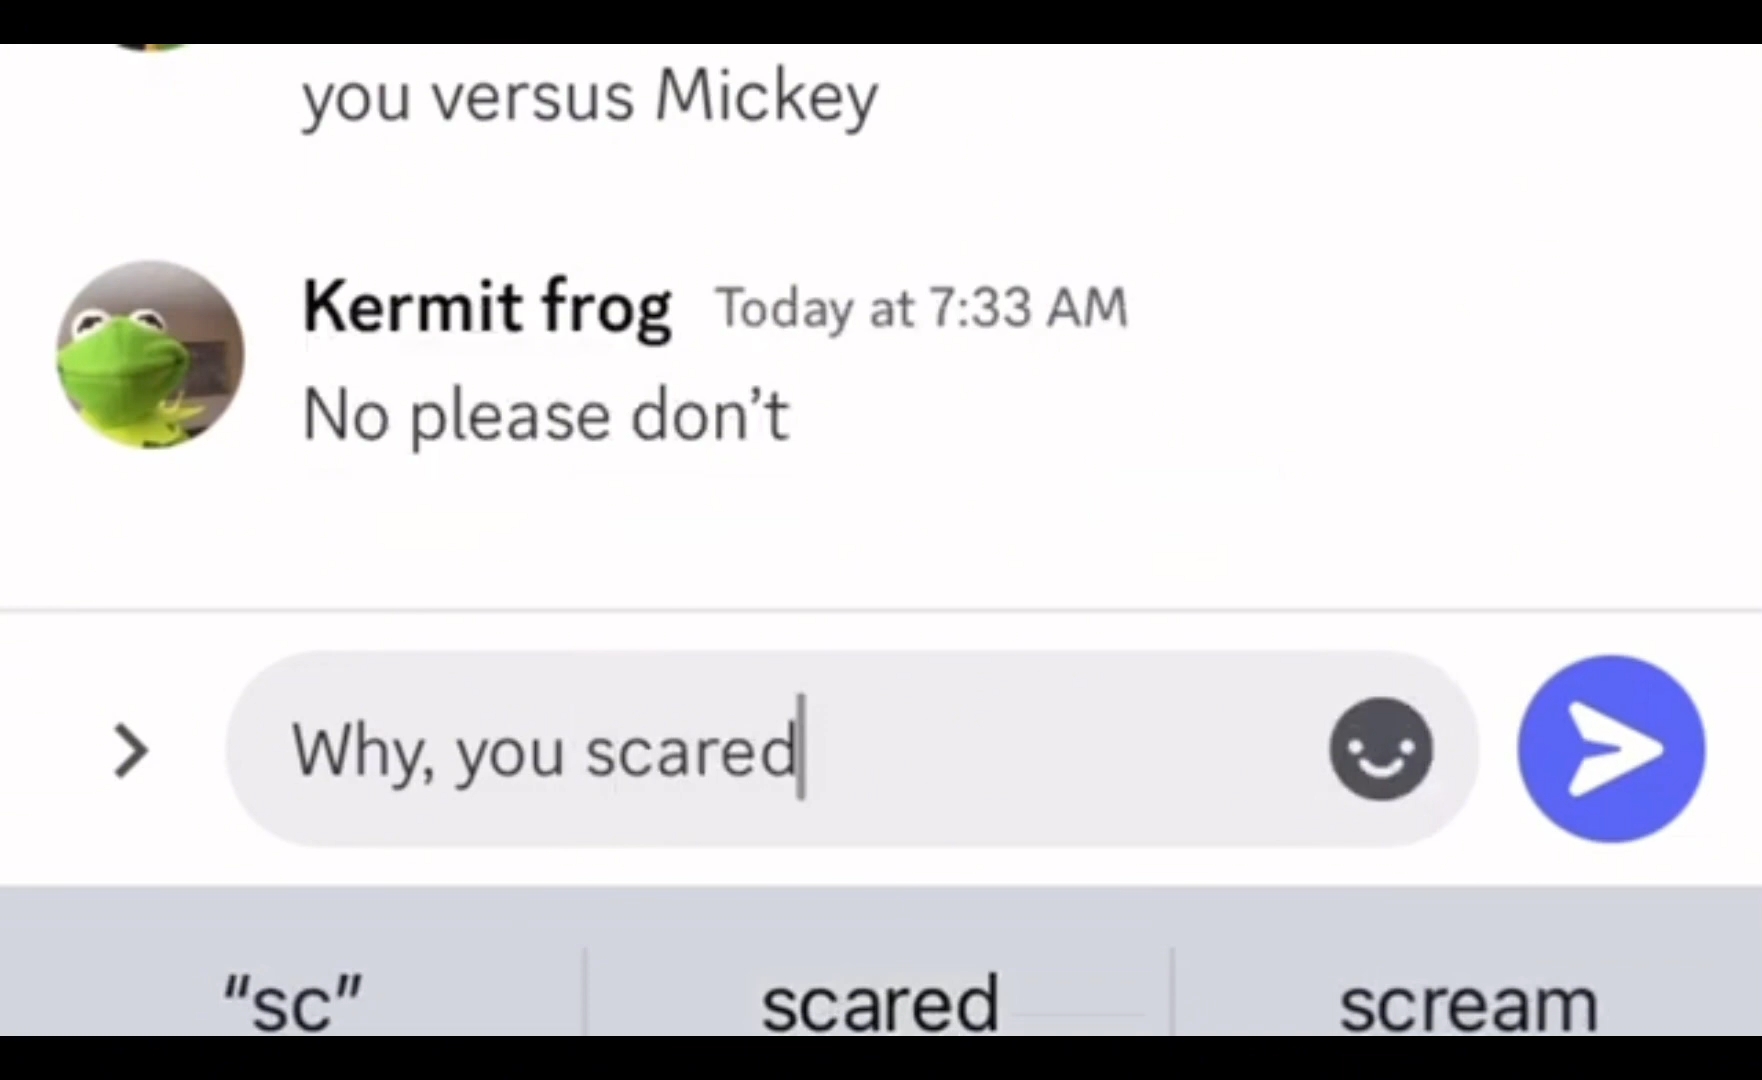 you versus Mickey
Kermit frog Today at 7:33 AM
No please don’t
Why, you scared
“sc” scared scream